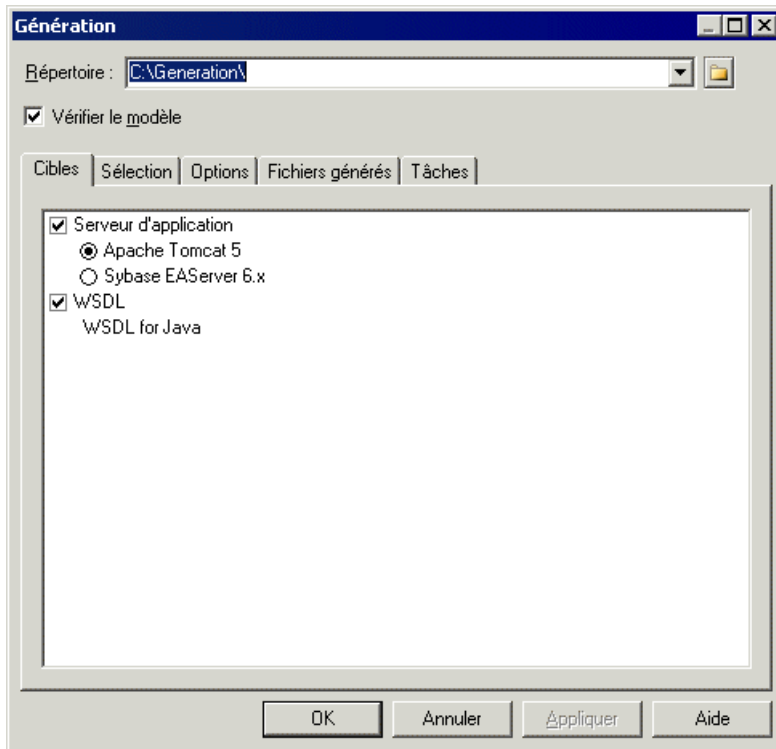 Génération
Répertoire : C:\Generation\
Vérifier le modèle
Cibles Sélection Options Fichiers générés Tâches
Serveur d'application
Apache Tomcat 5
Sybase EAServer 6.x
WSDL
WSDL for Java
OK Annuler Appliquer Aide